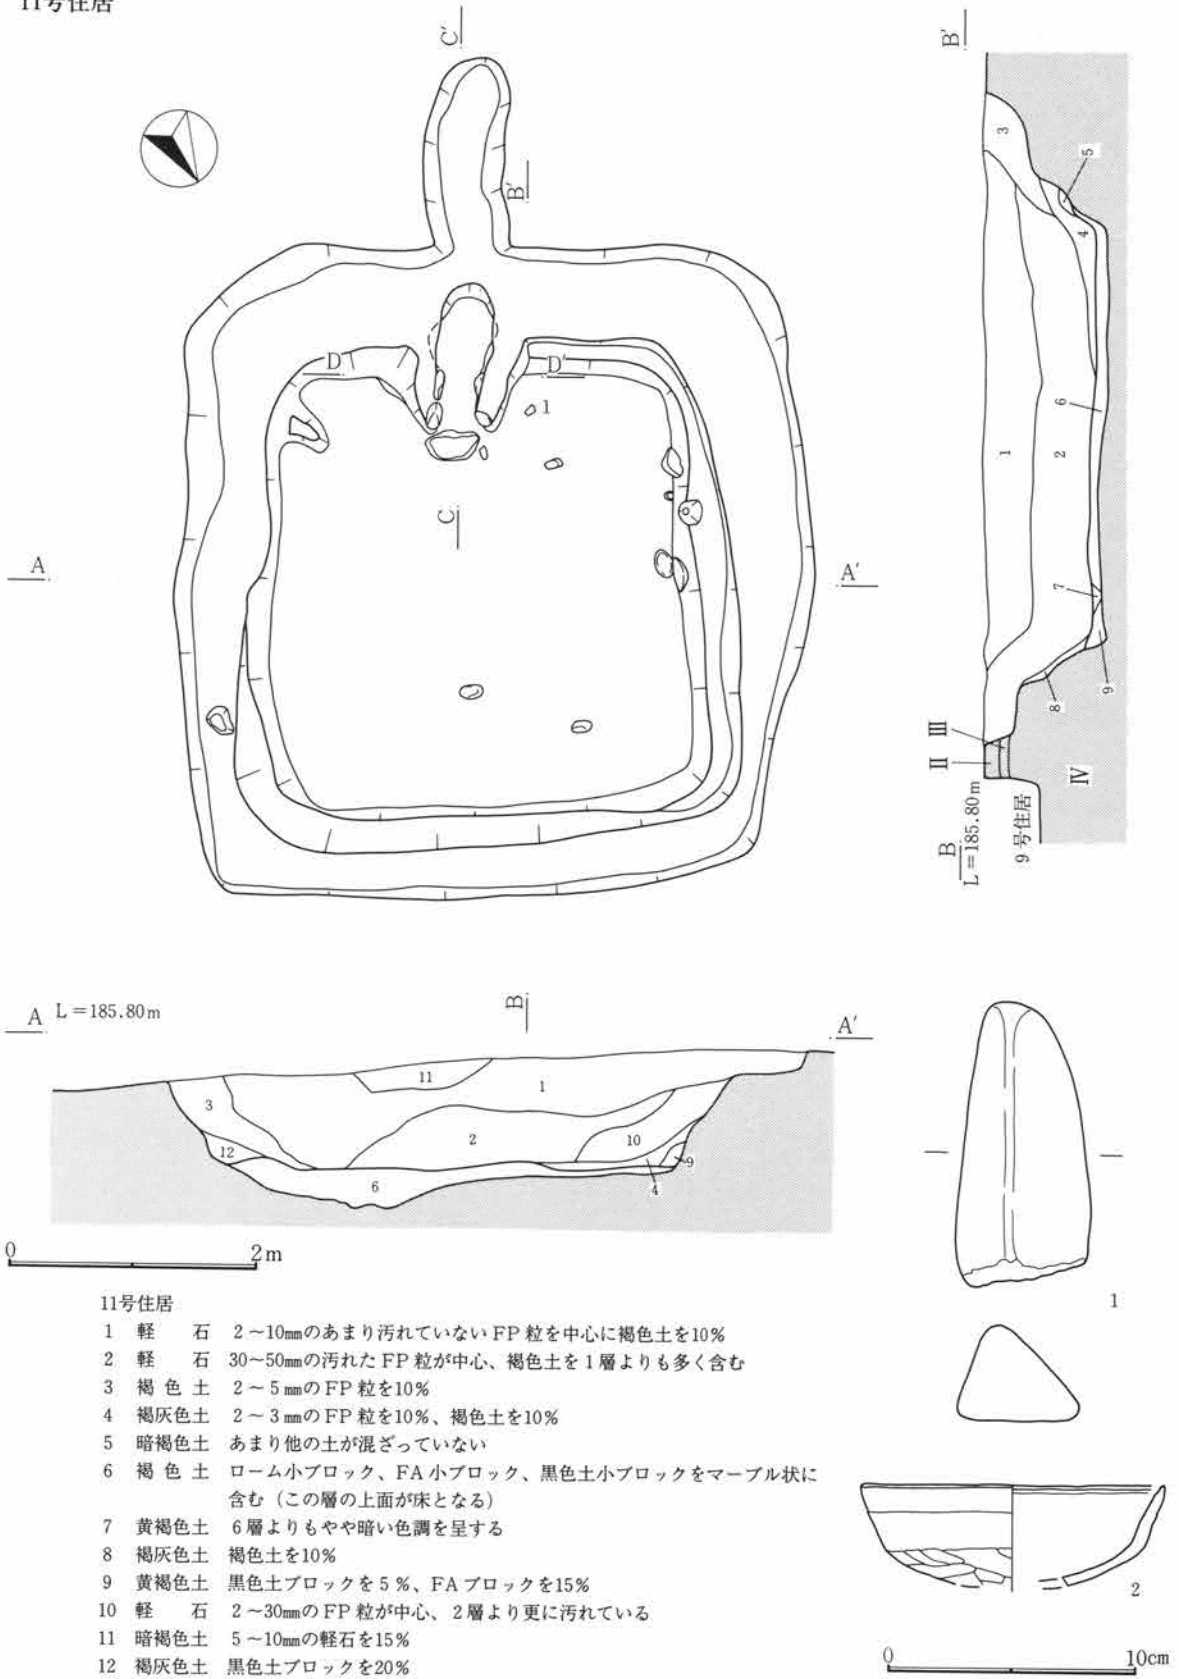 11号住居
C′
B′
B′
D
D′
1
C
A
A′
3
5
4
6
1
2
7
8
9
III
II
IV
B
L=185.80m
9号住居
A
L=185.80m
B
A′
11
1
3
2
10
12
9
4
6
0
2m
1
2
0
10cm
11号住居
1 軽 石 2~10㎜のあまり汚れていないFP粒を中心に褐色土を10%
2 軽 石 30~50㎜の汚れたFP粒が中心、褐色土を1層よりも多く含む
3 褐色土 2~5㎜のFP粒を10%
4 褐灰色土 2~3㎜のFP粒を10%、褐色土を10%
5 暗褐色土 あまり他の土が混ざっていない
6 褐色土 ローム小ブロック、FA小ブロック、黒色土小ブロックをマーブル状に
含む(この層の上面が床となる)
7 黄褐色土 6層よりもやや暗い色調を呈する
8 褐灰色土 褐色土を10%
9 黄褐色土 黒色土ブロックを5%、FAブロックを15%
10 軽 石 2~30㎜のFP粒が中心、2層より更に汚れている
11 暗褐色土 5~10㎜の軽石を15%
12 褐灰色土 黒色土ブロックを20%